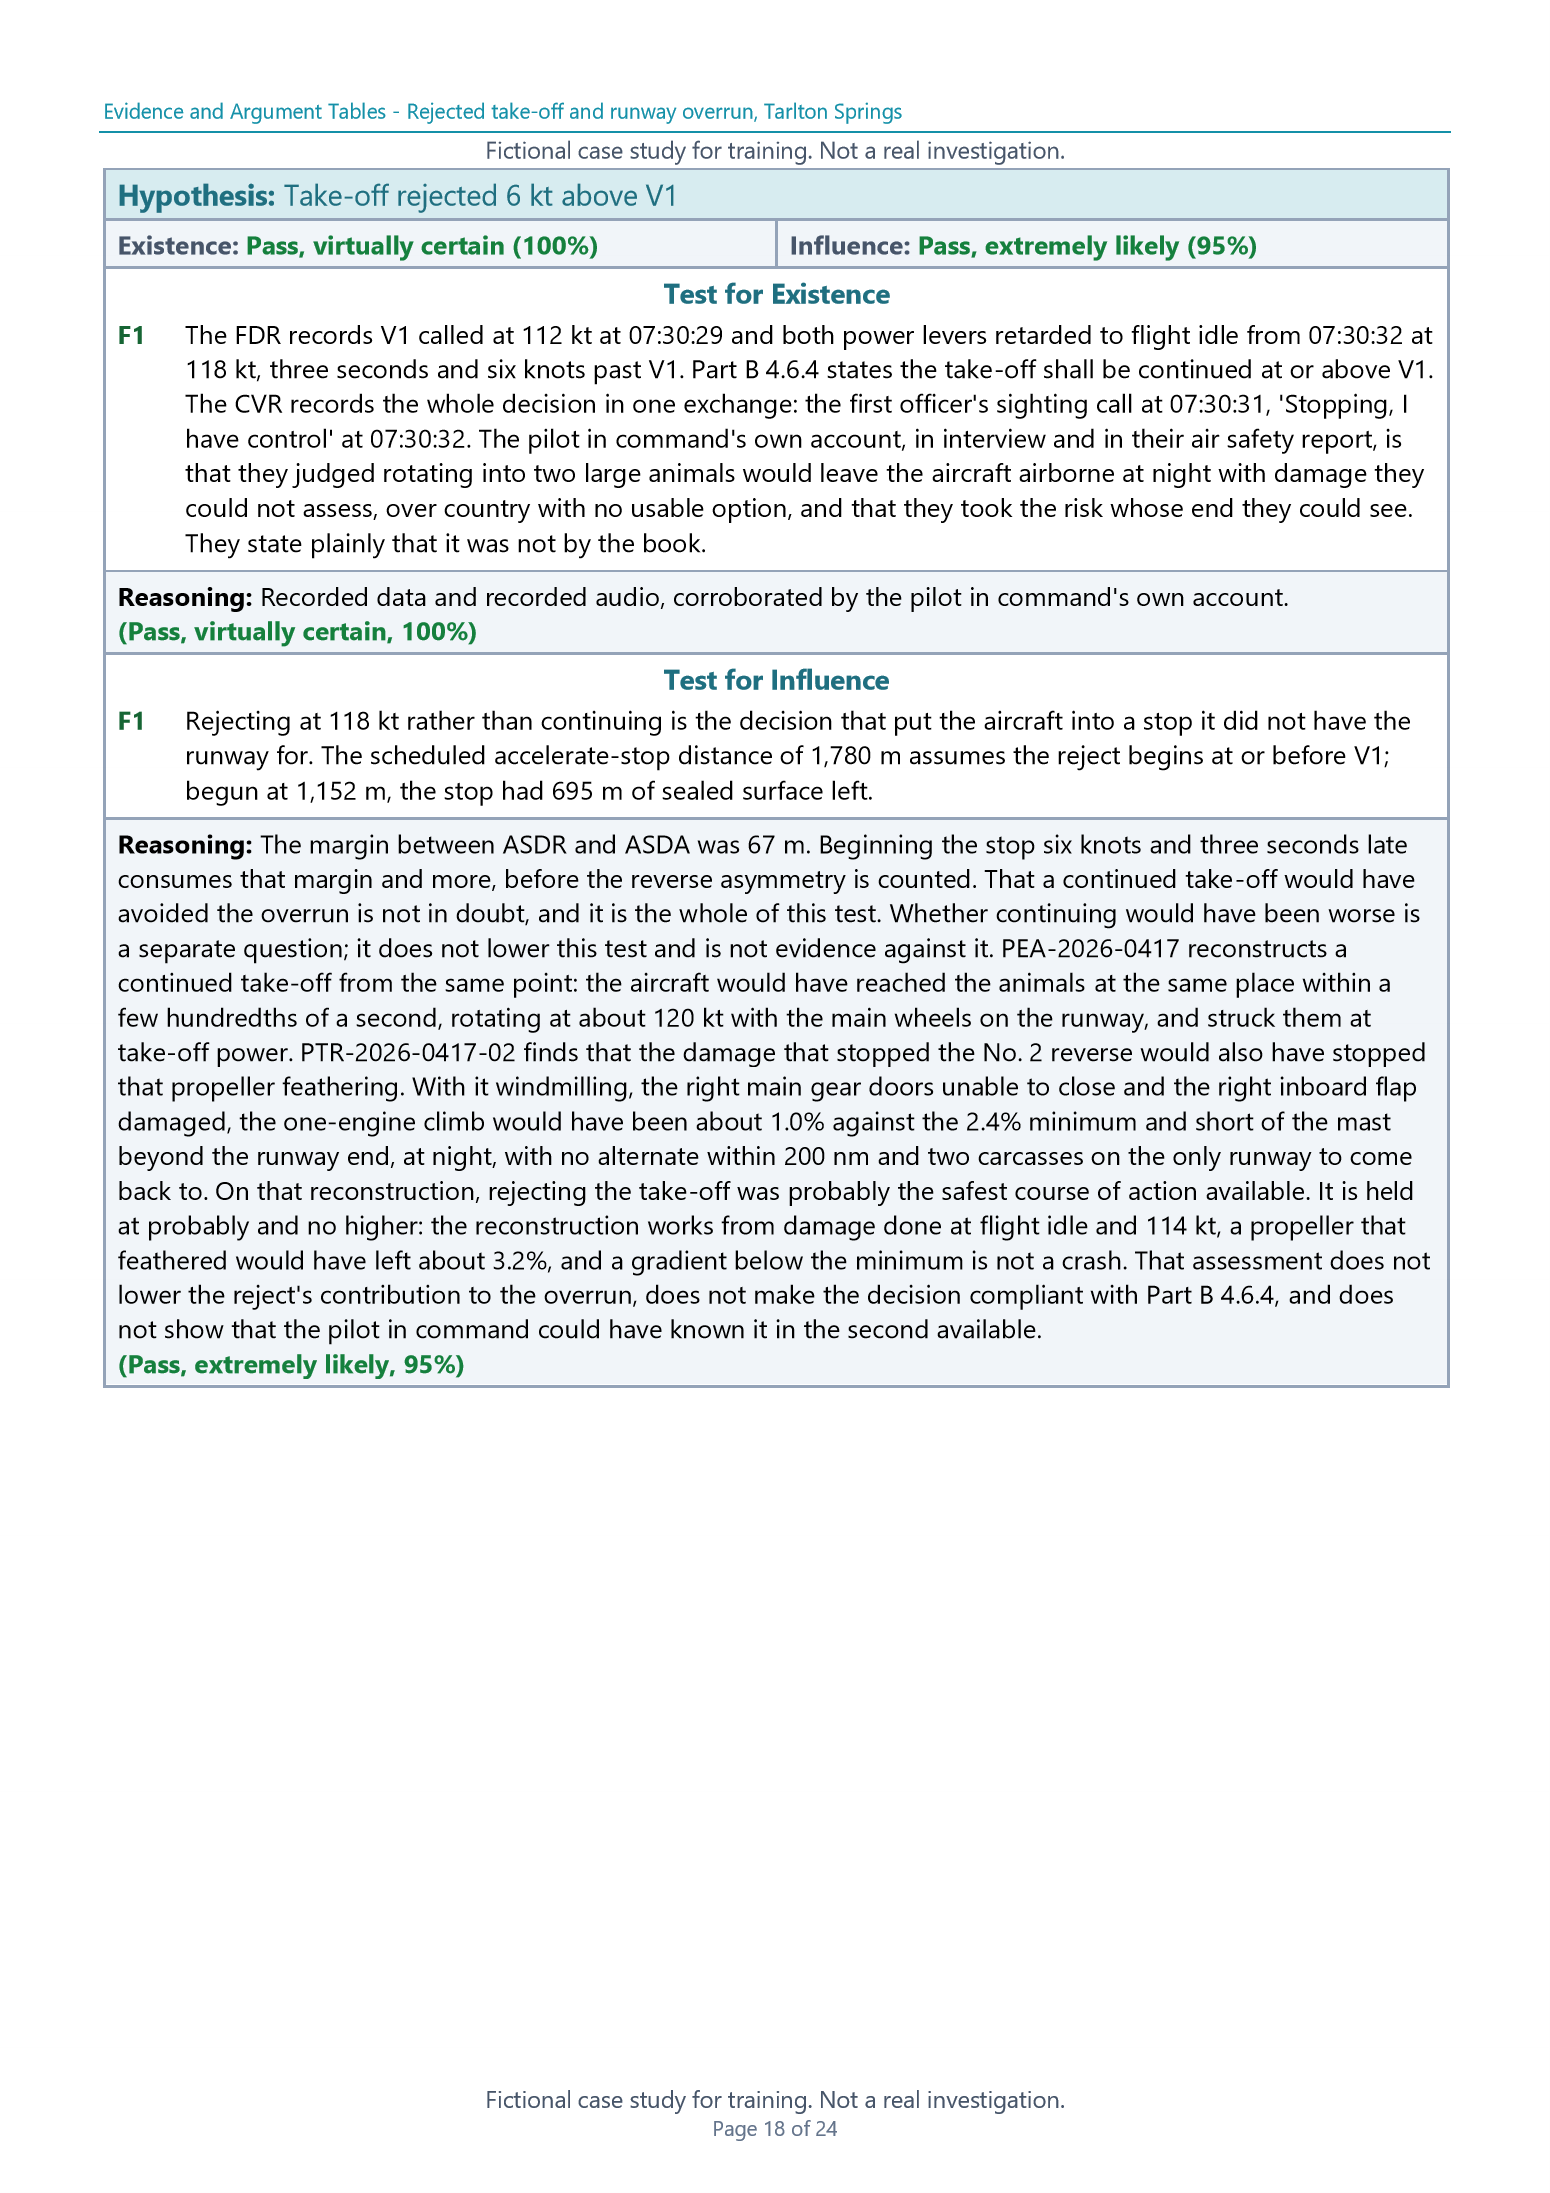 Evidence and Argument Tables - Rejected take-off and runway overrun, Tarlton Springs
Fictional case study for training. Not a real investigation.
Hypothesis: Take-off rejected 6 kt above V1
Existence: Pass, virtually certain (100%)
Influence: Pass, extremely likely (95%)
Test for Existence
F1 The FDR records V1 called at 112 kt at 07:30:29 and both power levers retarded to flight idle from 07:30:32 at
118 kt, three seconds and six knots past V1. Part B 4.6.4 states the take-off shall be continued at or above V1.
The CVR records the whole decision in one exchange: the first officer's sighting call at 07:30:31, 'Stopping, I
have control' at 07:30:32. The pilot in command's own account, in interview and in their air safety report, is
that they judged rotating into two large animals would leave the aircraft airborne at night with damage they
could not assess, over country with no usable option, and that they took the risk whose end they could see.
They state plainly that it was not by the book.
Reasoning: Recorded data and recorded audio, corroborated by the pilot in command's own account.
(Pass, virtually certain, 100%)
Test for Influence
F1 Rejecting at 118 kt rather than continuing is the decision that put the aircraft into a stop it did not have the
runway for. The scheduled accelerate-stop distance of 1,780 m assumes the reject begins at or before V1;
begun at 1,152 m, the stop had 695 m of sealed surface left.
Reasoning: The margin between ASDR and ASDA was 67 m. Beginning the stop six knots and three seconds late
consumes that margin and more, before the reverse asymmetry is counted. That a continued take-off would have
avoided the overrun is not in doubt, and it is the whole of this test. Whether continuing would have been worse is
a separate question; it does not lower this test and is not evidence against it. PEA-2026-0417 reconstructs a
continued take-off from the same point: the aircraft would have reached the animals at the same place within a
few hundredths of a second, rotating at about 120 kt with the main wheels on the runway, and struck them at
take-off power. PTR-2026-0417-02 finds that the damage that stopped the No. 2 reverse would also have stopped
that propeller feathering. With it windmilling, the right main gear doors unable to close and the right inboard flap
damaged, the one-engine climb would have been about 1.0% against the 2.4% minimum and short of the mast
beyond the runway end, at night, with no alternate within 200 nm and two carcasses on the only runway to come
back to. On that reconstruction, rejecting the take-off was probably the safest course of action available. It is held
at probably and no higher: the reconstruction works from damage done at flight idle and 114 kt, a propeller that
feathered would have left about 3.2%, and a gradient below the minimum is not a crash. That assessment does not
lower the reject's contribution to the overrun, does not make the decision compliant with Part B 4.6.4, and does
not show that the pilot in command could have known it in the second available.
(Pass, extremely likely, 95%)
Fictional case study for training. Not a real investigation.
Page 18 of 24